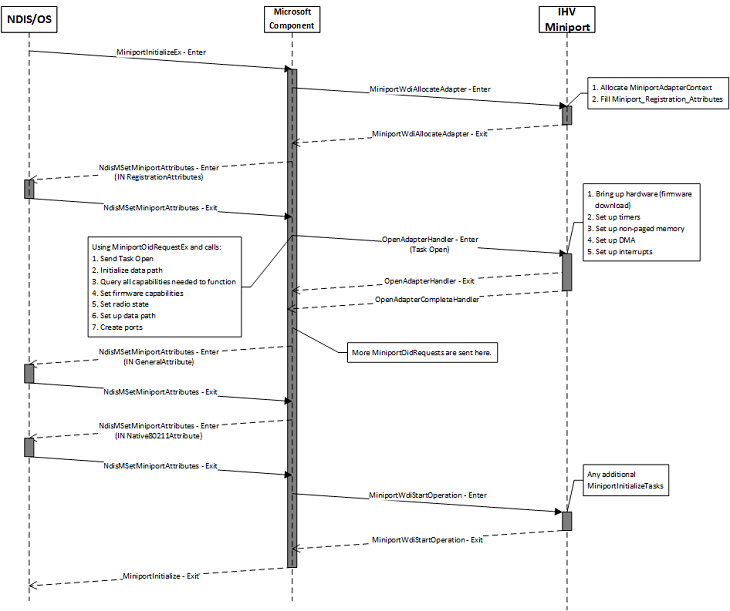 NDIS/OS
Microsoft
Component
IHV
Miniport
MiniportInitializeEx - Enter
MiniportWdiAllocateAdapter - Enter
1. Allocate MiniportAdapterContext
2. Fill Miniport_Registration_Attributes
MiniportWdiAllocateAdapter - Exit
NdisMSetMiniportAttributes - Enter
(IN RegistrationAttributes)
NdisMSetMiniportAttributes - Exit
1. Bring up hardware (firmware
download)
2. Set up timers
3. Set up non-paged memory
4. Set up DMA
5. Set up interrupts
OpenAdapterHandler - Enter
(Task Open)
Using MiniportOidRequestEx and calls:
1. Send Task Open
2. Initialize data path
3. Query all capabilities needed to function
4. Set firmware capabilities
5. Set radio state
6. Set up data path
7. Create ports
OpenAdapterHandler - Exit
OpenAdapterCompleteHandler
More MiniportOidRequests are sent here.
NdisMSetMiniportAttributes - Enter
(IN GeneralAttribute)
NdisMSetMiniportAttributes - Exit
NdisMSetMiniportAttributes - Enter
(IN Native80211Attribute)
NdisMSetMiniportAttributes - Exit
Any additional
MiniportInitializeTasks
MiniportWdiStartOperation - Enter
MiniportWdiStartOperation - Exit
MiniportInitialize - Exit